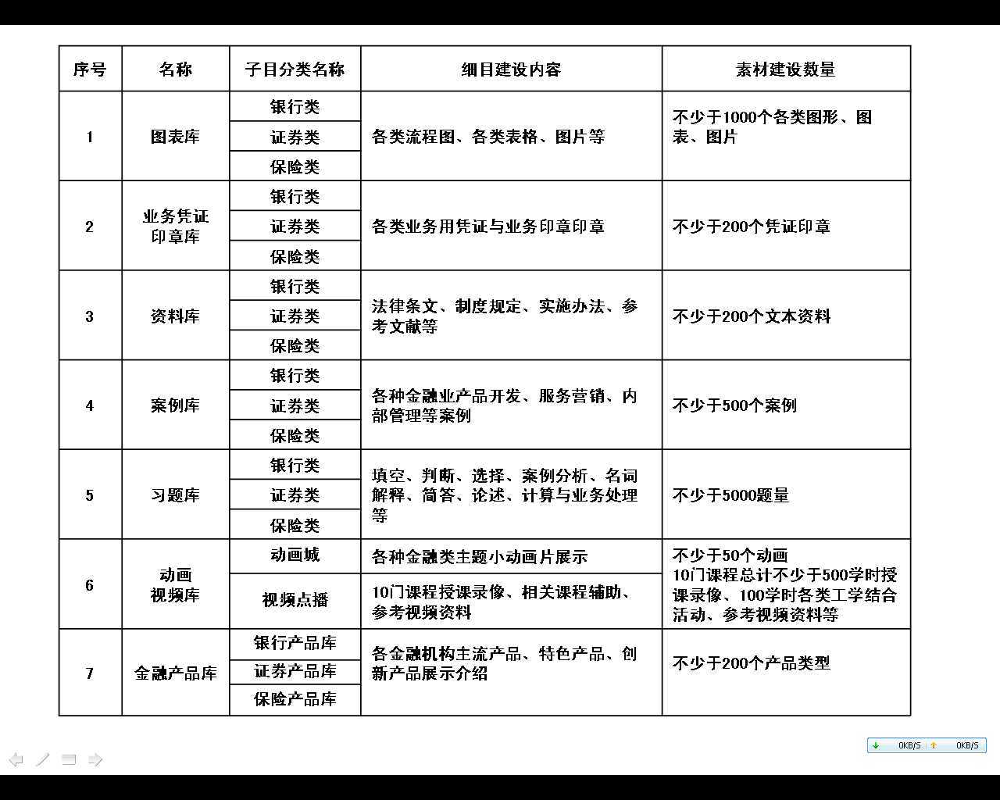 序号 名称 子目分类名称 细目建设内容 素材建设数量
1
图表库
银行类
证券类
保险类
各类流程图、各类表格、图片等
不少于1000个各类图形、图
表、图片
2
业务凭证
印章库
银行类
证券类
保险类
各类业务用凭证与业务印章印章
不少于200个凭证印章
3
资料库
银行类
证券类
保险类
法律条文、制度规定、实施办法、参
考文献等
不少于200个文本资料
4
案例库
银行类
证券类
保险类
各种金融业产品开发、服务营销、内
部管理等案例
不少于500个案例
5
习题库
银行类
证券类
保险类
填空、判断、选择、案例分析、名词
解释、简答、论述、计算与业务处理
等
不少于5000题量
6
动画
视频库
动画城
各种金融类主题小动画片展示
视频点播
10门课程授课录像、相关课程辅助、
参考视频资料
不少于50个动画
10门课程总计不少于500学时授
课录像、100学时各类工学结合
活动、参考视频资料等
7
金融产品库
银行产品库
证券产品库
保险产品库
各金融机构主流产品、特色产品、创
新产品展示介绍
不少于200个产品类型
0KB/S 0KB/S